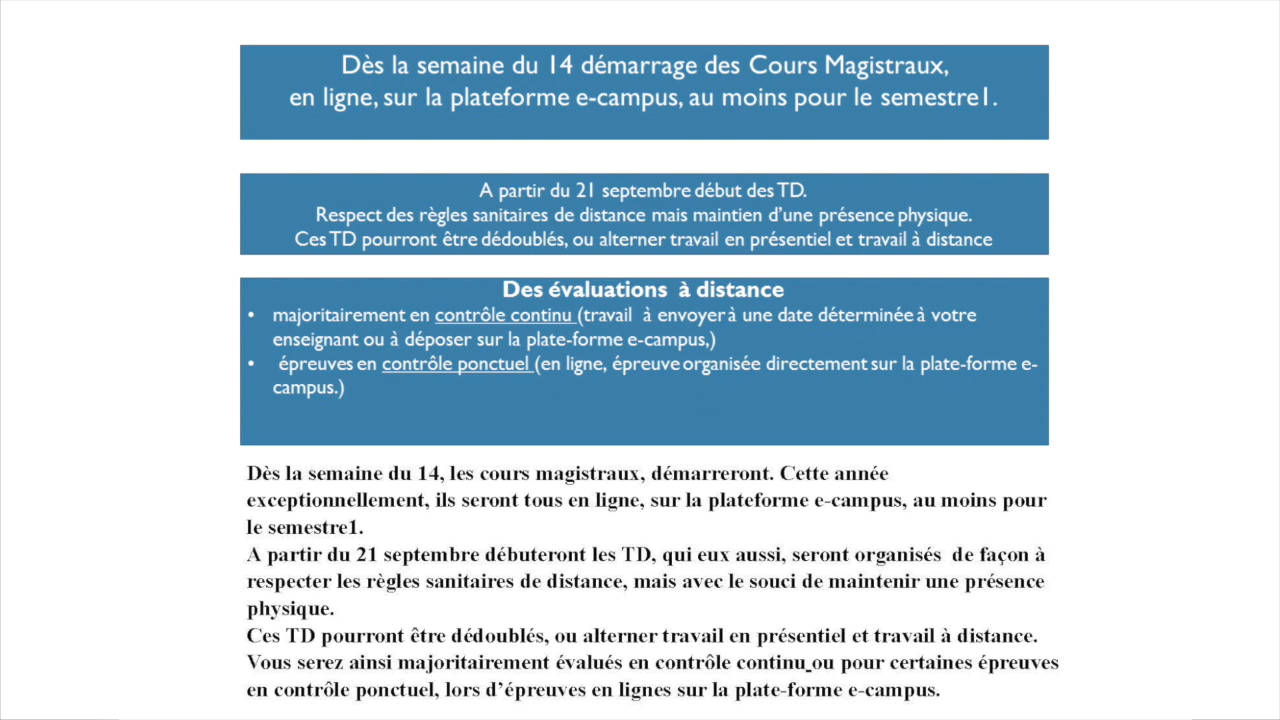 Dès la semaine du 14 démarrage des Cours Magistraux,
en ligne, sur la plateforme e-campus, au moins pour le semestre1.
A partir du 21 septembre début des TD.
Respect des règles sanitaires de distance mais maintien d'une présence physique.
Ces TD pourront être dédoublés, ou alterner travail en présentiel et travail à distance
Des évaluations à distance
• majoritairement en contrôle continu (travail à envoyer à une date déterminée à votre
enseignant ou à déposer sur la plate-forme e-campus,)
• épreuves en contrôle ponctuel (en ligne, épreuve organisée directement sur la plate-forme e-
campus.)
Dès la semaine du 14, les cours magistraux, démarreront. Cette année
exceptionnellement, ils seront tous en ligne, sur la plateforme e-campus, au moins pour
le semestre1.
A partir du 21 septembre débuteront les TD, qui eux aussi, seront organisés de façon à
respecter les règles sanitaires de distance, mais avec le souci de maintenir une présence
physique.
Ces TD pourront être dédoublés, ou alterner travail en présentiel et travail à distance.
Vous serez ainsi majoritairement évalués en contrôle continu ou pour certaines épreuves
en contrôle ponctuel, lors d'épreuves en lignes sur la plate-forme e-campus.